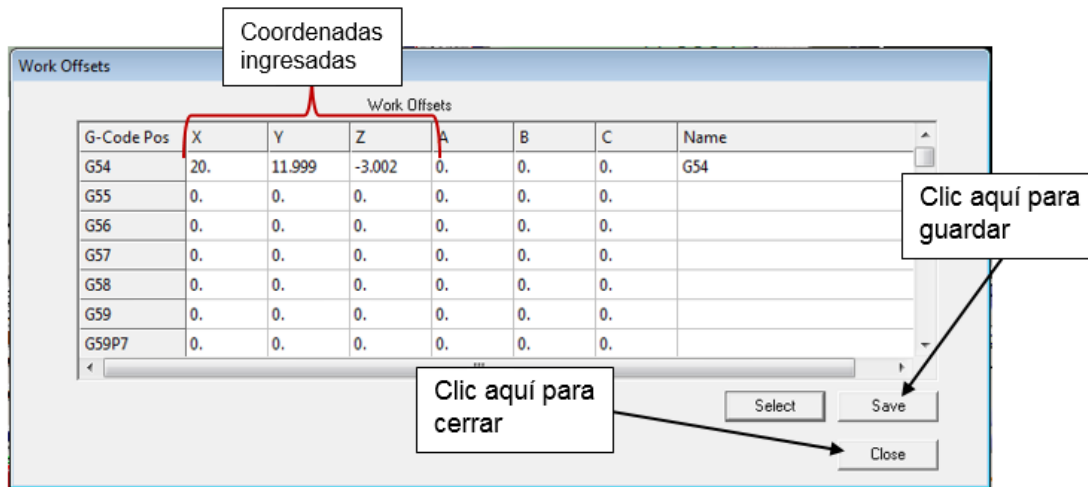 Coordenadas
ingresadas
Work Offsets
Work Offsets
G-Code Pos X Y Z A B C Name
G54 20. 11.999 -3.002 0. 0. 0. G54
G55 0. 0. 0. 0. 0. 0.
G56 0. 0. 0. 0. 0. 0.
G57 0. 0. 0. 0. 0. 0.
G58 0. 0. 0. 0. 0. 0.
G59 0. 0. 0. 0. 0. 0.
G59P7 0. 0. 0. 0. 0. 0.
Clic aquí para
guardar
Clic aquí para
cerrar
Select Save
Close